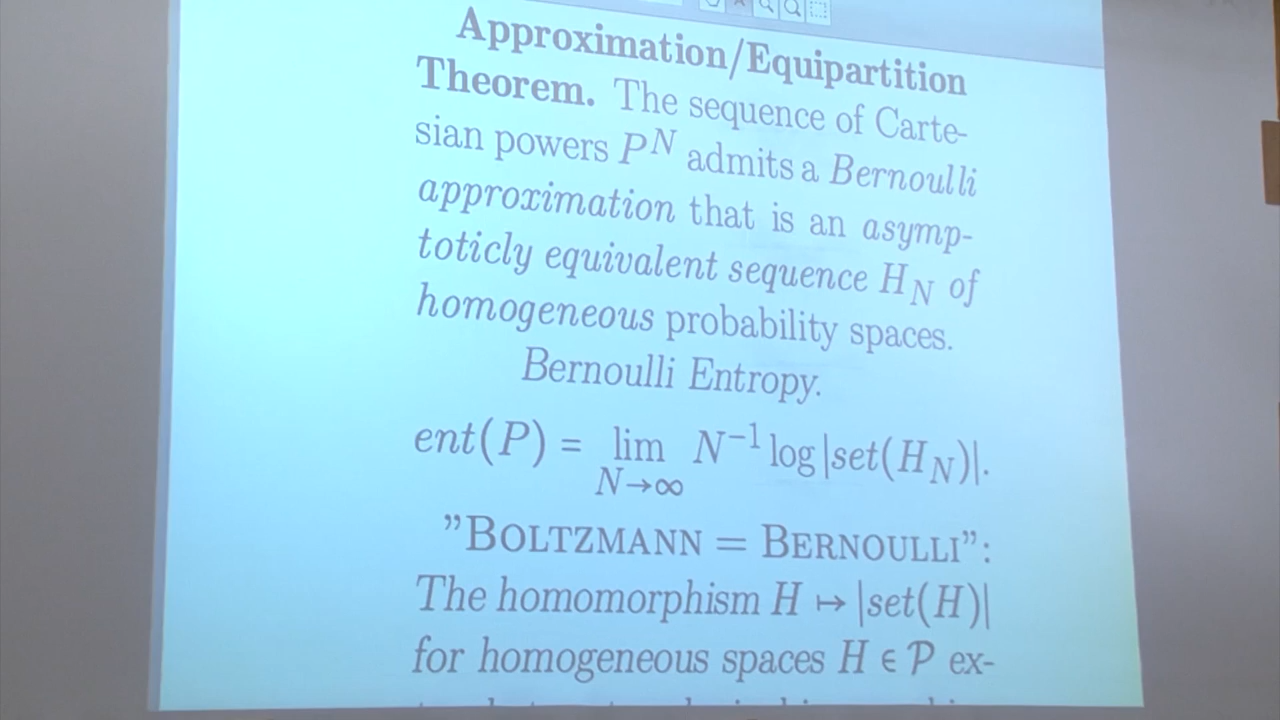 Approximation/Equipartition
Theorem. The sequence of Carte-
sian powers P^N admits a Bernoulli
approximation that is an asymp-
toticly equivalent sequence H_N of
homogeneous probability spaces.
Bernoulli Entropy.
ent(P) = lim_{N→∞} N^{-1} log|set(H_N)|.
”BOLTZMANN = BERNOULLI”:
The homomorphism H ↦ |set(H)|
for homogeneous spaces H ∈ 𝒫 ex-